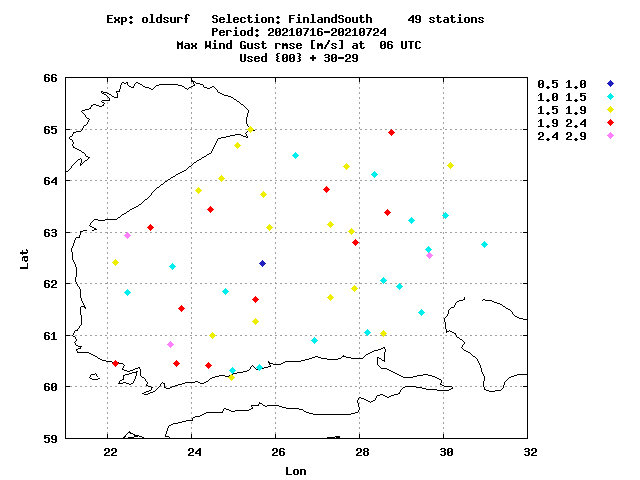 Exp: oldsurf Selection: FinlandSouth 49 stations
Period: 20210716-20210724
Max Wind Gust rmse [m/s] at 06 UTC
Used {00} + 30-29
0.5 1.0
1.0 1.5
1.5 1.9
1.9 2.4
2.4 2.9
66
65
64
63
62
61
60
59
Lat
22 24 26 28 30 32
Lon